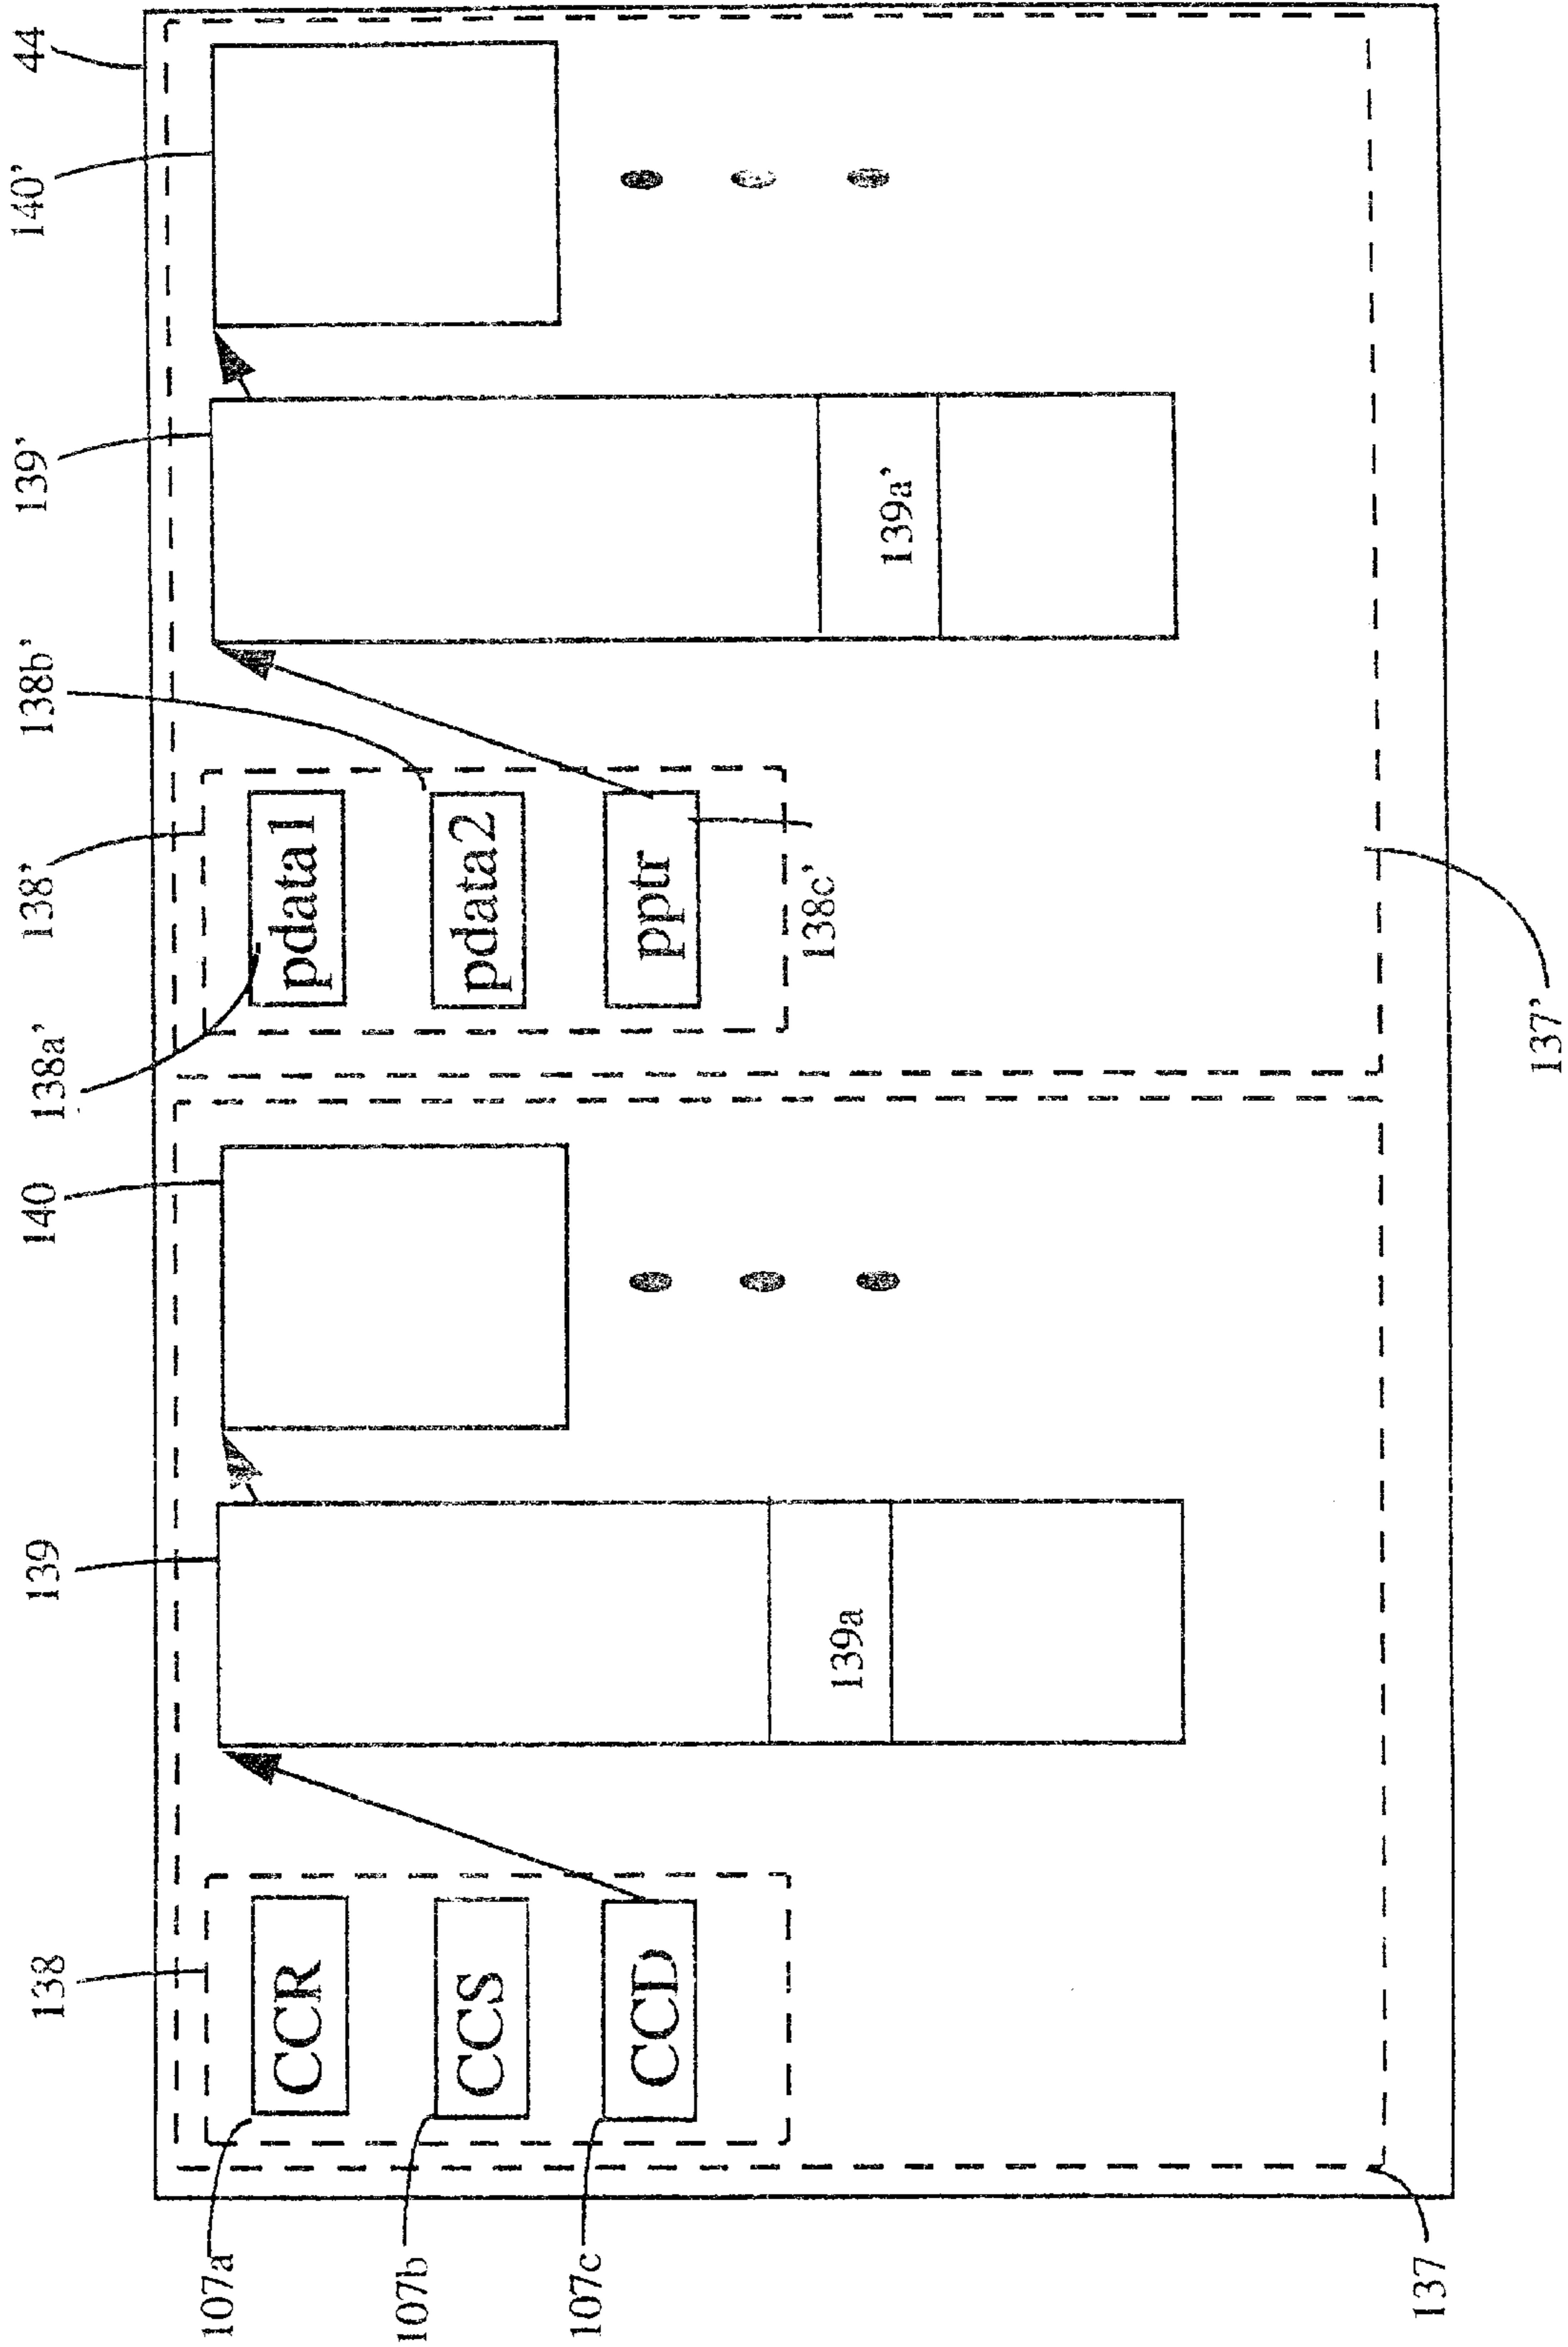 138
139
140
138a'
138'
138b'
139'
140'
44
107a
CCR
107b
CCS
107c
CCD
139a
pdata1
pdata2
pptr
138c'
139a'
137
137'